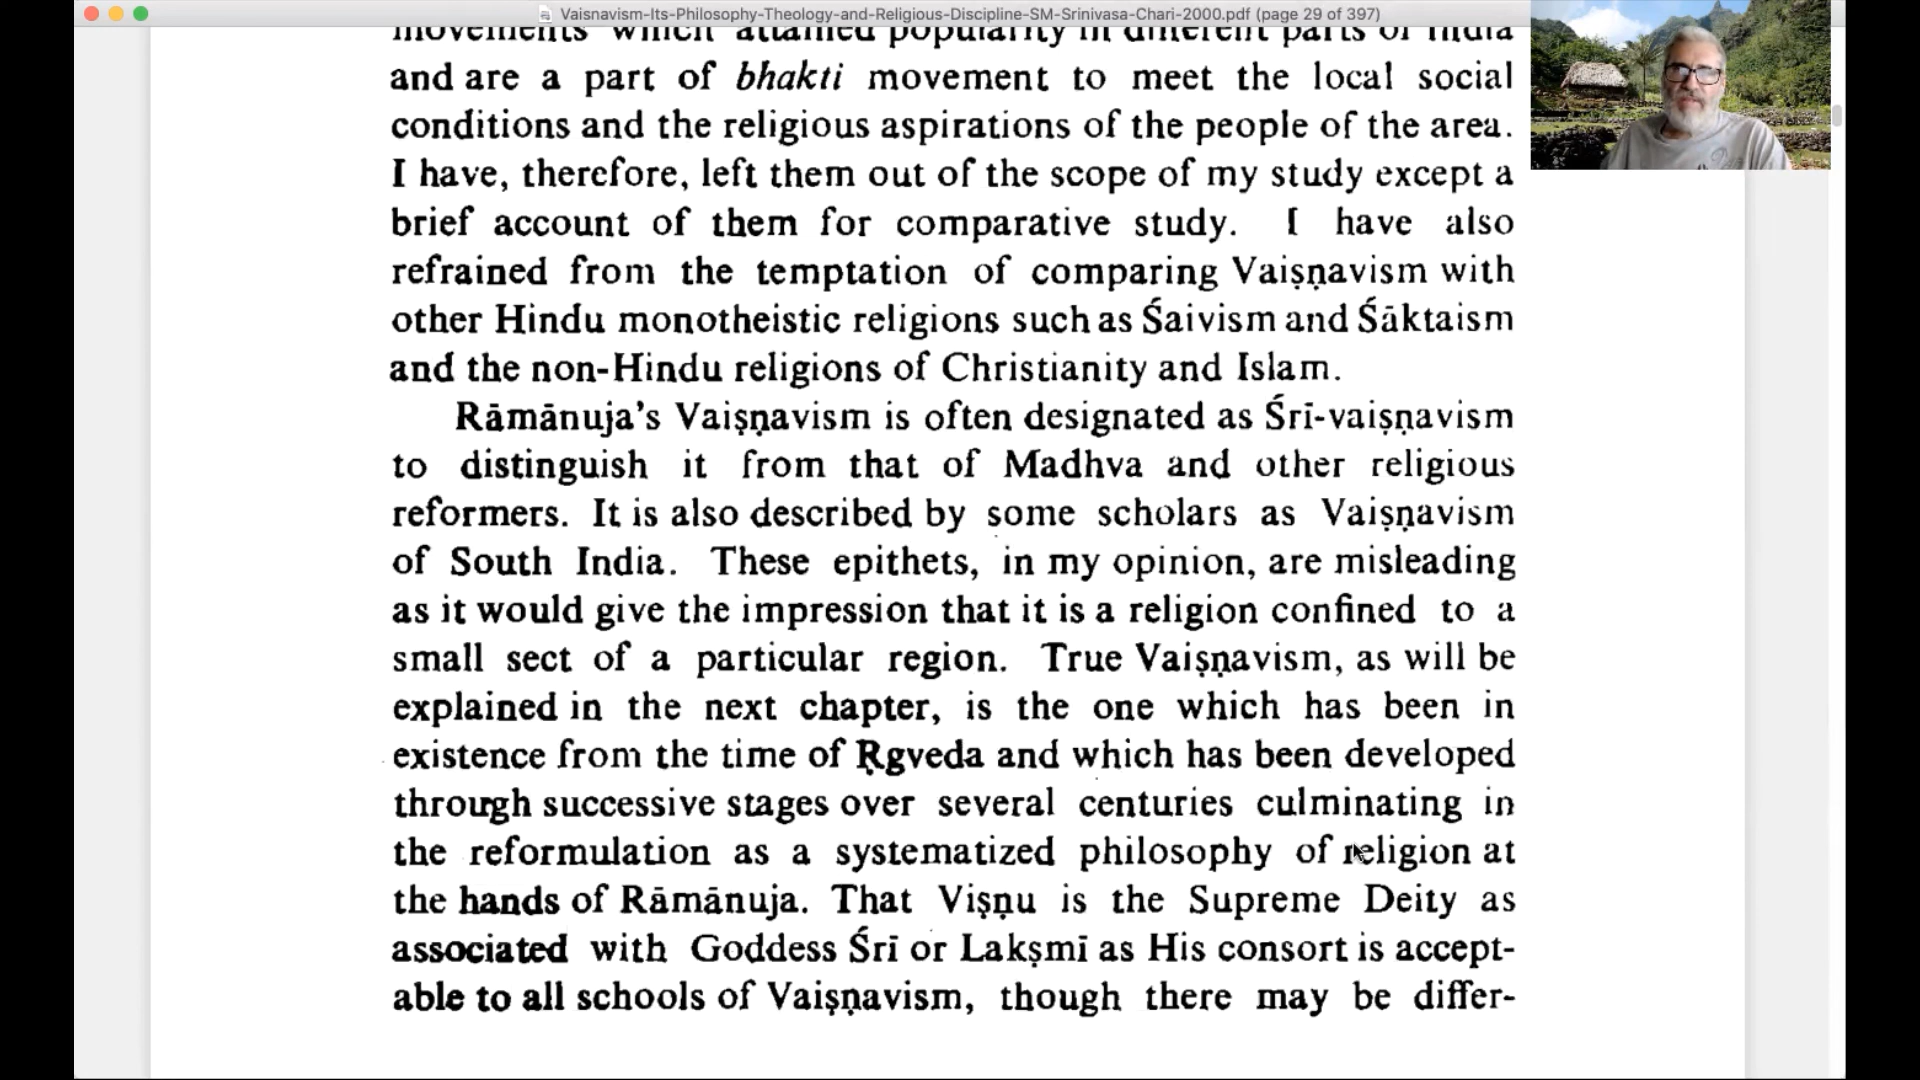 Vaisnavism-Its-Philosophy-Theology-and-Religious-Discipline-SM-Srinivasa-Chari-2000.pdf (page 29 of 397)
movements which attained popularity in different parts of India
and are a part of bhakti movement to meet the local social
conditions and the religious aspirations of the people of the area.
I have, therefore, left them out of the scope of my study except a
brief account of them for comparative study. I have also
refrained from the temptation of comparing Vaiṣṇavism with
other Hindu monotheistic religions such as Śaivism and Śāktaism
and the non-Hindu religions of Christianity and Islam.
Rāmānuja's Vaiṣṇavism is often designated as Śrī-vaiṣṇavism
to distinguish it from that of Madhva and other religious
reformers. It is also described by some scholars as Vaiṣṇavism
of South India. These epithets, in my opinion, are misleading
as it would give the impression that it is a religion confined to a
small sect of a particular region. True Vaiṣṇavism, as will be
explained in the next chapter, is the one which has been in
existence from the time of Ṛgveda and which has been developed
through successive stages over several centuries culminating in
the reformulation as a systematized philosophy of religion at
the hands of Rāmānuja. That Viṣṇu is the Supreme Deity as
associated with Goddess Śrī or Lakṣmī as His consort is accept-
able to all schools of Vaiṣṇavism, though there may be differ-